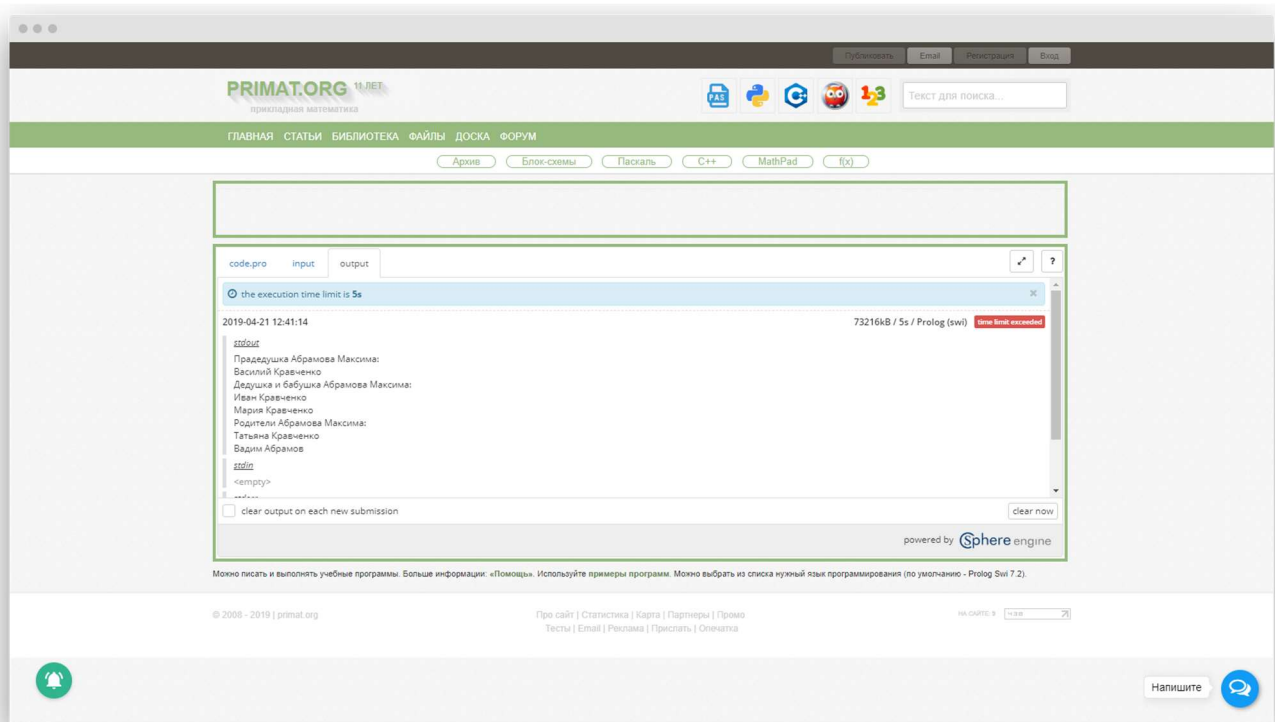 Публиковать Email Регистрация Вход
PRIMAT.ORG 11 ЛЕТ
прикладная математика
PAS
123
Текст для поиска...
ГЛАВНАЯ СТАТЬИ БИБЛИОТЕКА ФАЙЛЫ ДОСКА ФОРУМ
Архив Блок-схемы Паскаль C++ MathPad f(x)
code.pro input output ?
the execution time limit is 5s ×
2019-04-21 12:41:14 73216kB / 5s / Prolog (swi) time limit exceeded
stdout
Прадедушка Абрамова Максима:
Василий Кравченко
Дедушка и бабушка Абрамова Максима:
Иван Кравченко
Мария Кравченко
Родители Абрамова Максима:
Татьяна Кравченко
Вадим Абрамов
stdin
<empty>
clear output on each new submission clear now
powered by Sphere engine
Можно писать и выполнять учебные программы. Больше информации: «Помощь». Используйте примеры программ. Можно выбрать из списка нужный язык программирования (по умолчанию - Prolog Swi 7.2).
© 2008 - 2019 | primat.org
Про сайт | Статистика | Карта | Партнеры | Промо
Тесты | Email | Реклама | Прислать | Опечатка
НА САЙТЕ: 9
Напишите